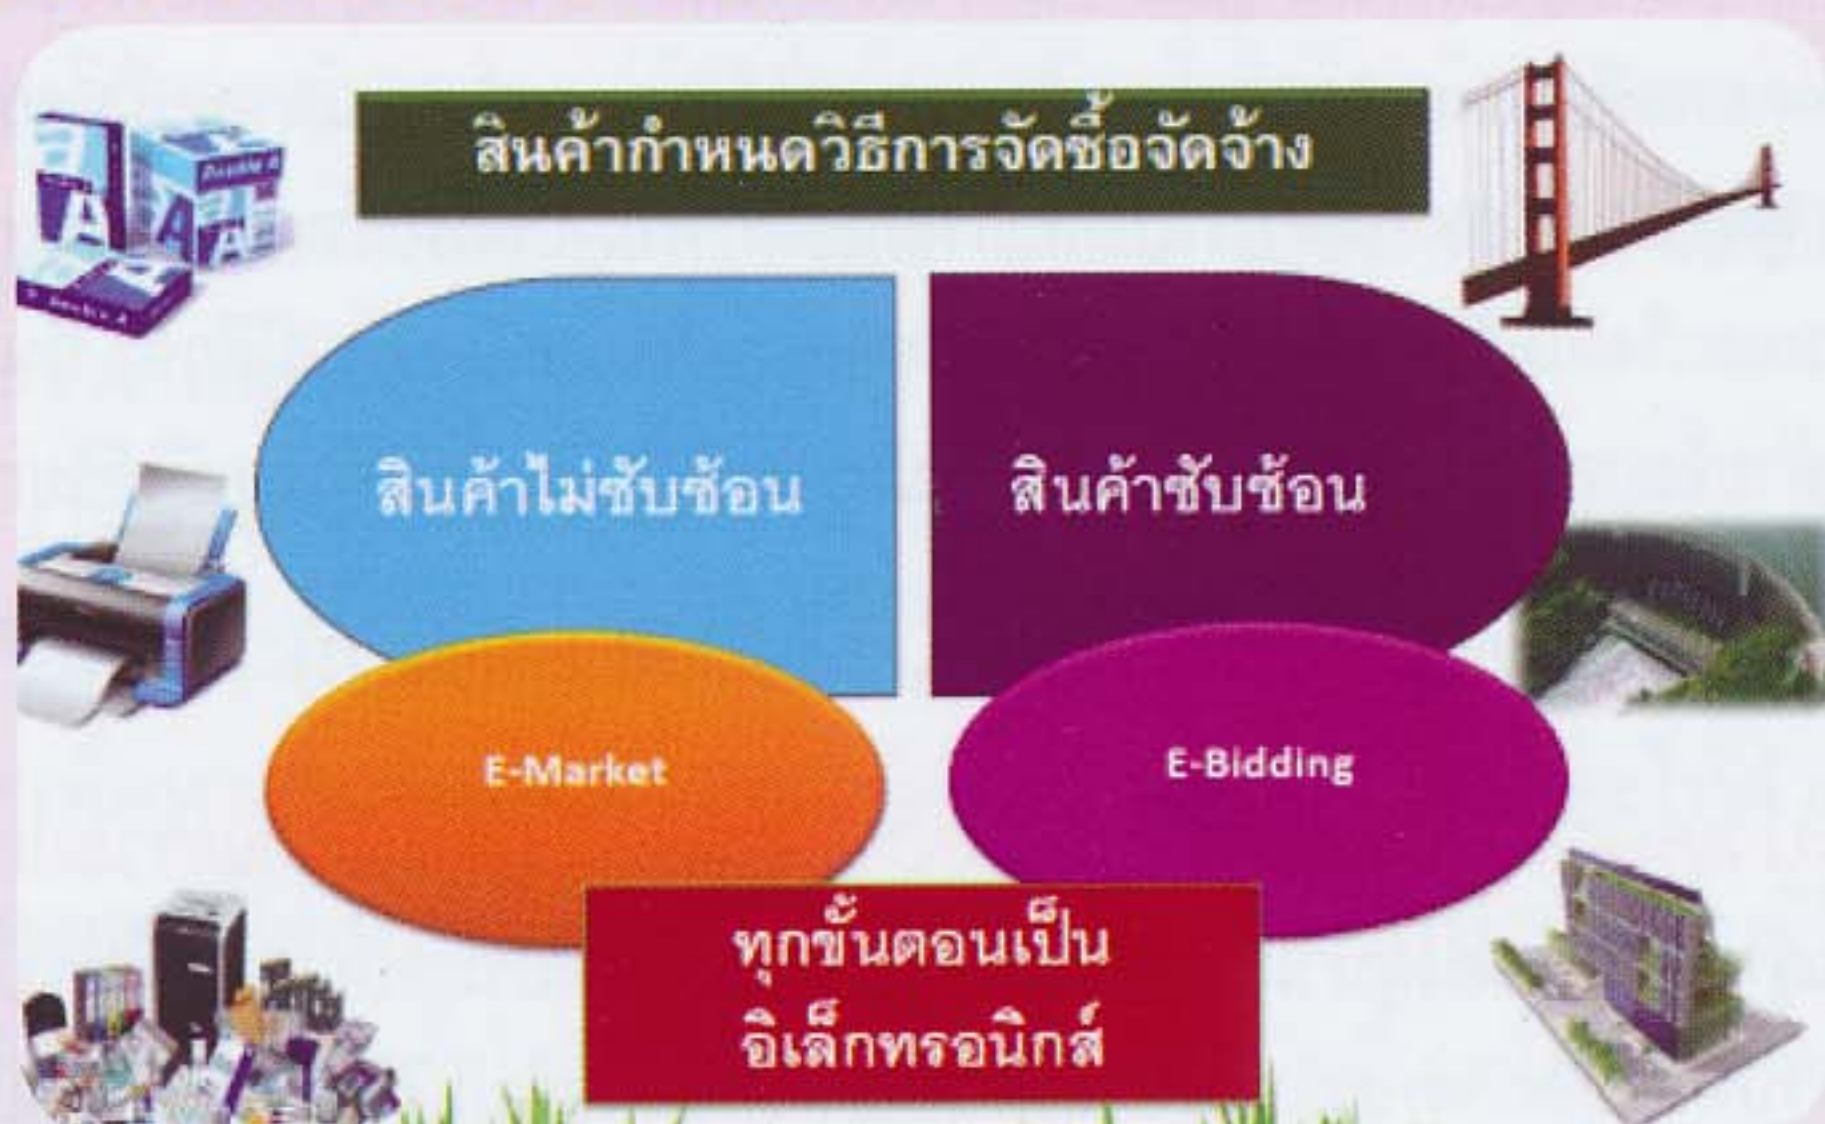 สินค้ากำหนดวิธีการจัดซื้อจัดจ้าง
Double A
A
A
A
A
Double A
สินค้าไม่ซับซ้อน
สินค้าซับซ้อน
E-Market
E-Bidding
ทุกขั้นตอนเป็น
อิเล็กทรอนิกส์